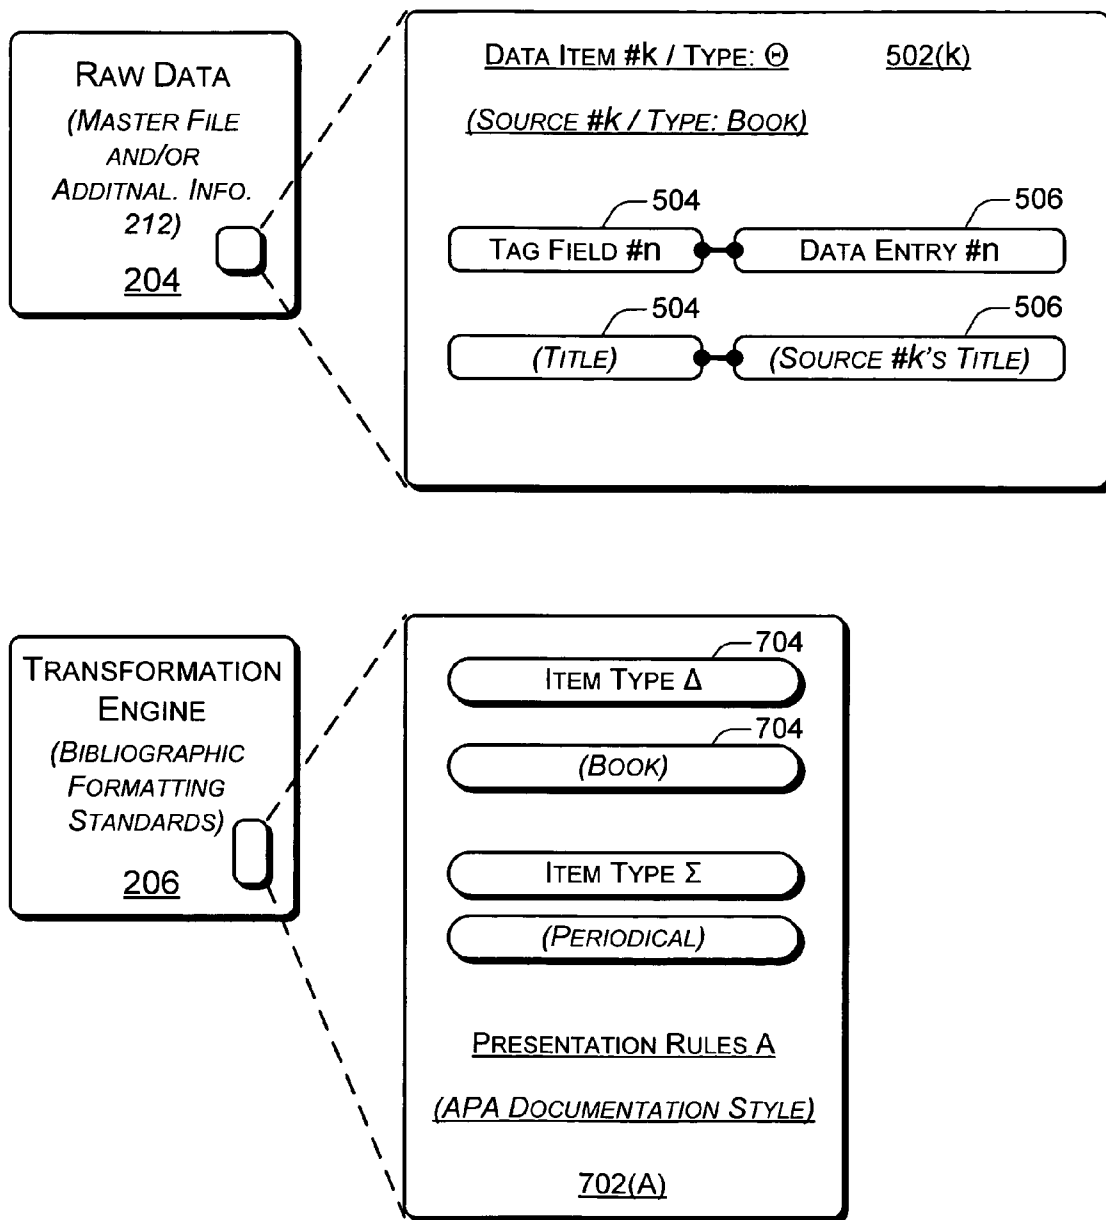 RAW DATA
(MASTER FILE
AND/OR
ADDITNAL. INFO.
212)
204
DATA ITEM #k / TYPE: Θ 502(k)
(SOURCE #k / TYPE: BOOK)
504 506
TAG FIELD #n DATA ENTRY #n
504 506
(TITLE) (SOURCE #k'S TITLE)
TRANSFORMATION
ENGINE
(BIBLIOGRAPHIC
FORMATTING
STANDARDS)
206
704
ITEM TYPE Δ
704
(BOOK)
ITEM TYPE Σ
(PERIODICAL)
PRESENTATION RULES A
(APA DOCUMENTATION STYLE)
702(A)